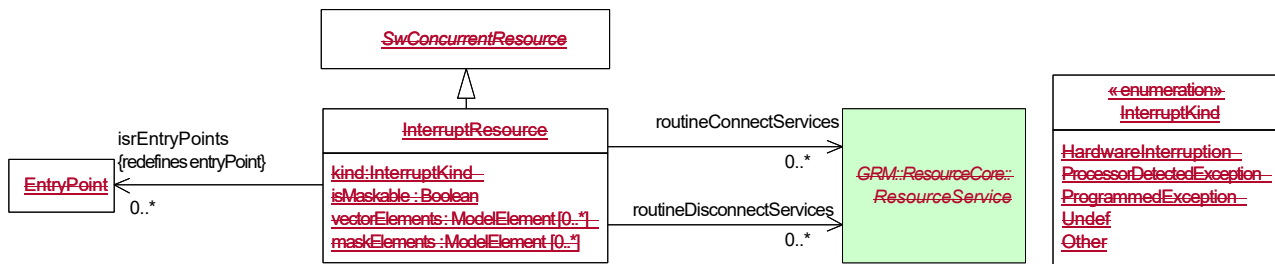 SwConcurrentResource
isrEntryPoints
{redefines entryPoint}
EntryPoint
0..*
InterruptResource
kind:InterruptKind
isMaskable : Boolean
vectorElements : ModelElement [0..*]
maskElements : ModelElement [0..*]
routineConnectServices
0..*
routineDisconnectServices
0..*
GRM::ResourceCore::
ResourceService
« enumeration»
InterruptKind
HardwareInterruption
ProcessorDetectedException
ProgrammedException
Undef
Other